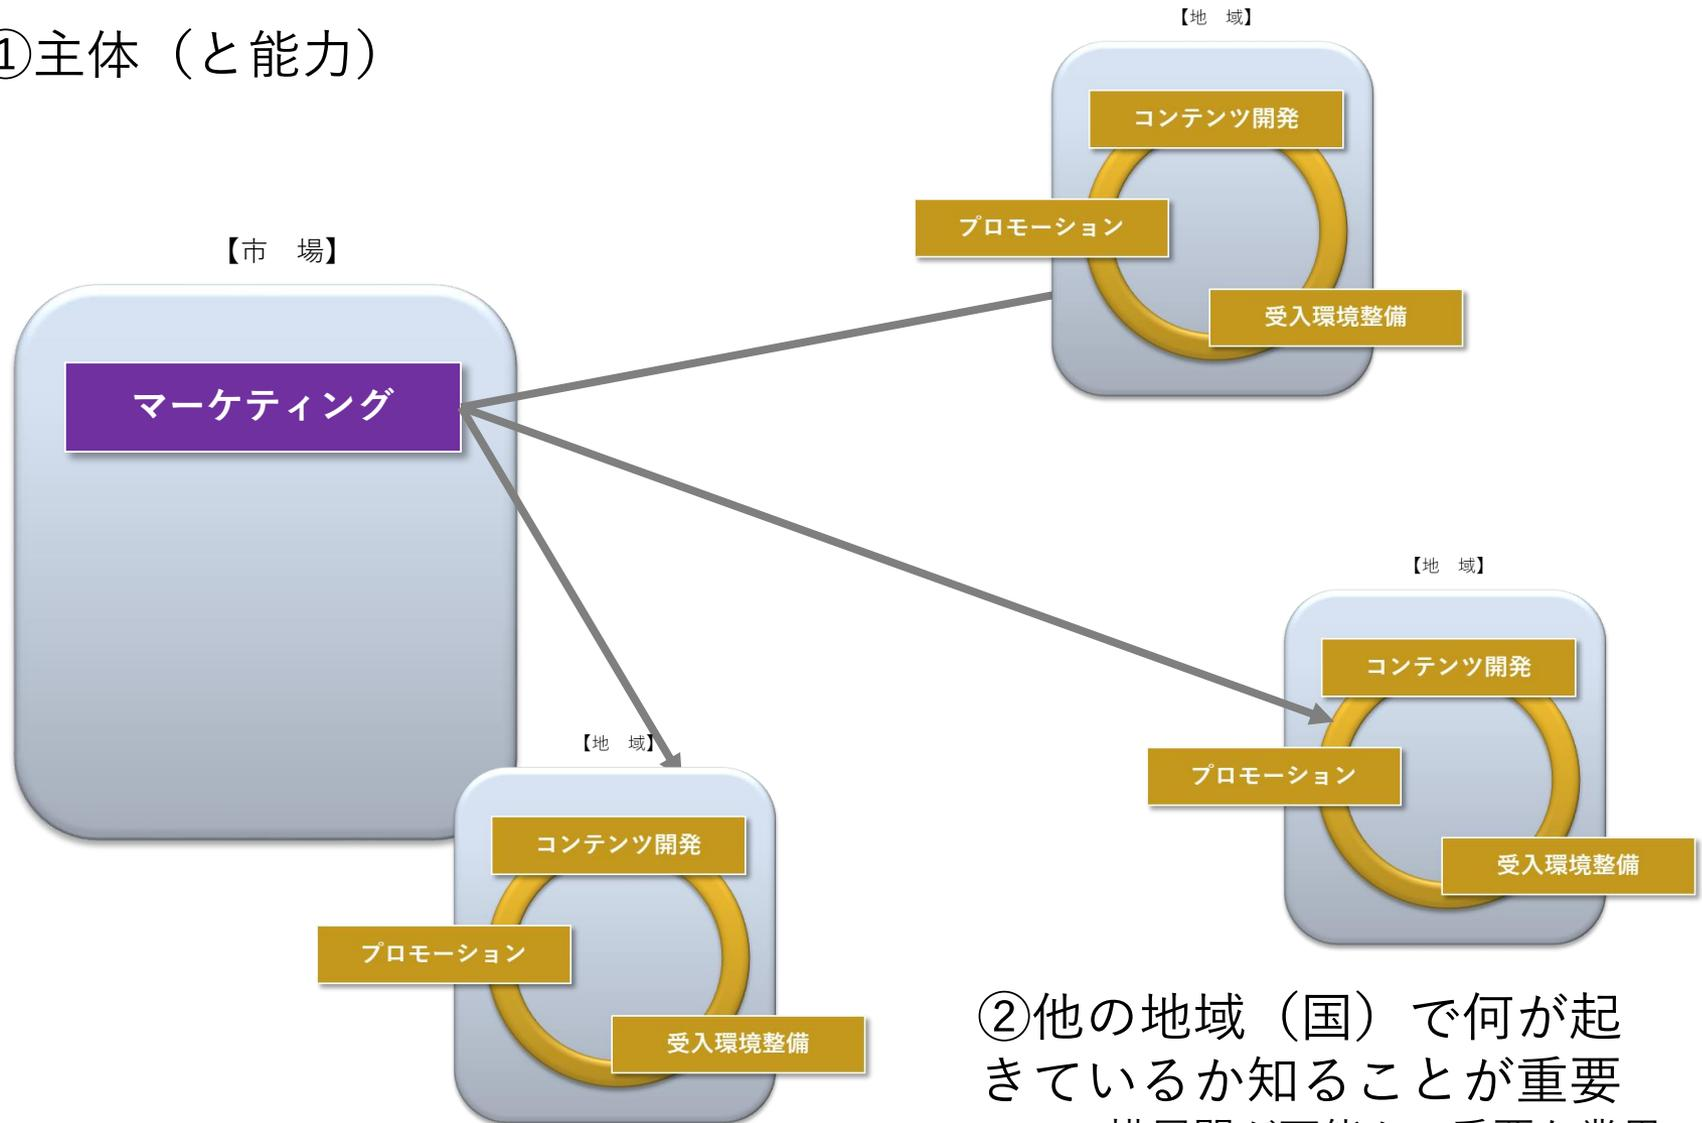 ①主体（と能力）
【地　域】
コンテンツ開発
プロモーション
受入環境整備
【市　場】
マーケティング
【地　域】
コンテンツ開発
プロモーション
受入環境整備
【地　域】
コンテンツ開発
プロモーション
受入環境整備
②他の地域（国）で何が起
きているか知ることが重要